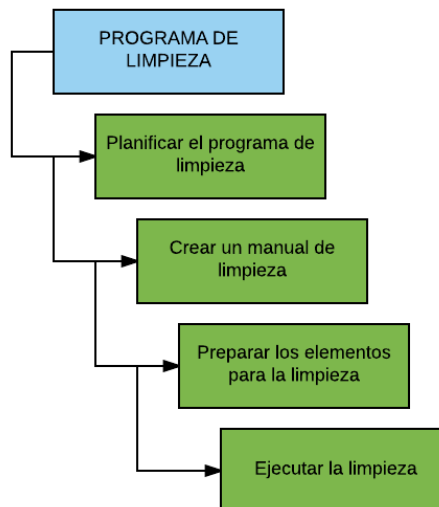 PROGRAMA DE
LIMPIEZA
Planificar el programa de
limpieza
Crear un manual de
limpieza
Preparar los elementos
para la limpieza
Ejecutar la limpieza